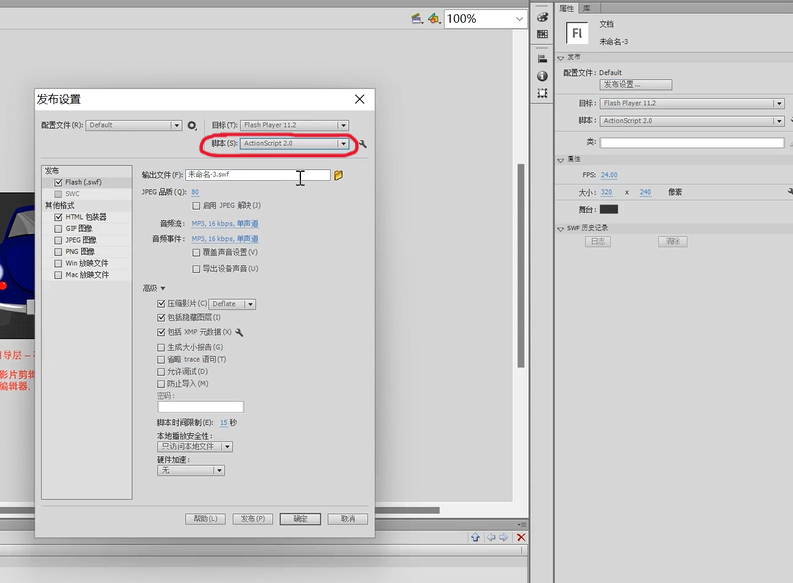 100%
属性 库
Fl
文档
未命名-3
发布
配置文件: Default
发布设置...
目标: Flash Player 11.2
脚本: ActionScript 2.0
类:
属性
FPS: 24.00
大小: 320 x 240 像素
舞台:
SWF 历史记录
日志 清除
发布设置
配置文件(R): Default 目标(T): Flash Player 11.2
脚本(S): ActionScript 2.0
发布
Flash (.swf)
SWC
其他格式
HTML 包装器
GIF 图像
JPEG 图像
PNG 图像
Win 放映文件
Mac 放映文件
输出文件(F): 未命名-3.swf
JPEG 品质(Q): 80
启用 JPEG 解块(J)
音频流: MP3, 16 kbps, 单声道
音频事件: MP3, 16 kbps, 单声道
覆盖声音设置(V)
导出设备声音(U)
高级
压缩影片(C) Deflate
包括隐藏图层(I)
包括 XMP 元数据(X)
生成大小报告(G)
省略 trace 语句(T)
允许调试(D)
防止导入(M)
密码:
脚本时间限制(E): 15 秒
本地播放安全性:
只访问本地文件
硬件加速:
无
帮助(L) 发布(P) 确定 取消
导层 –
影片剪辑
编辑器.